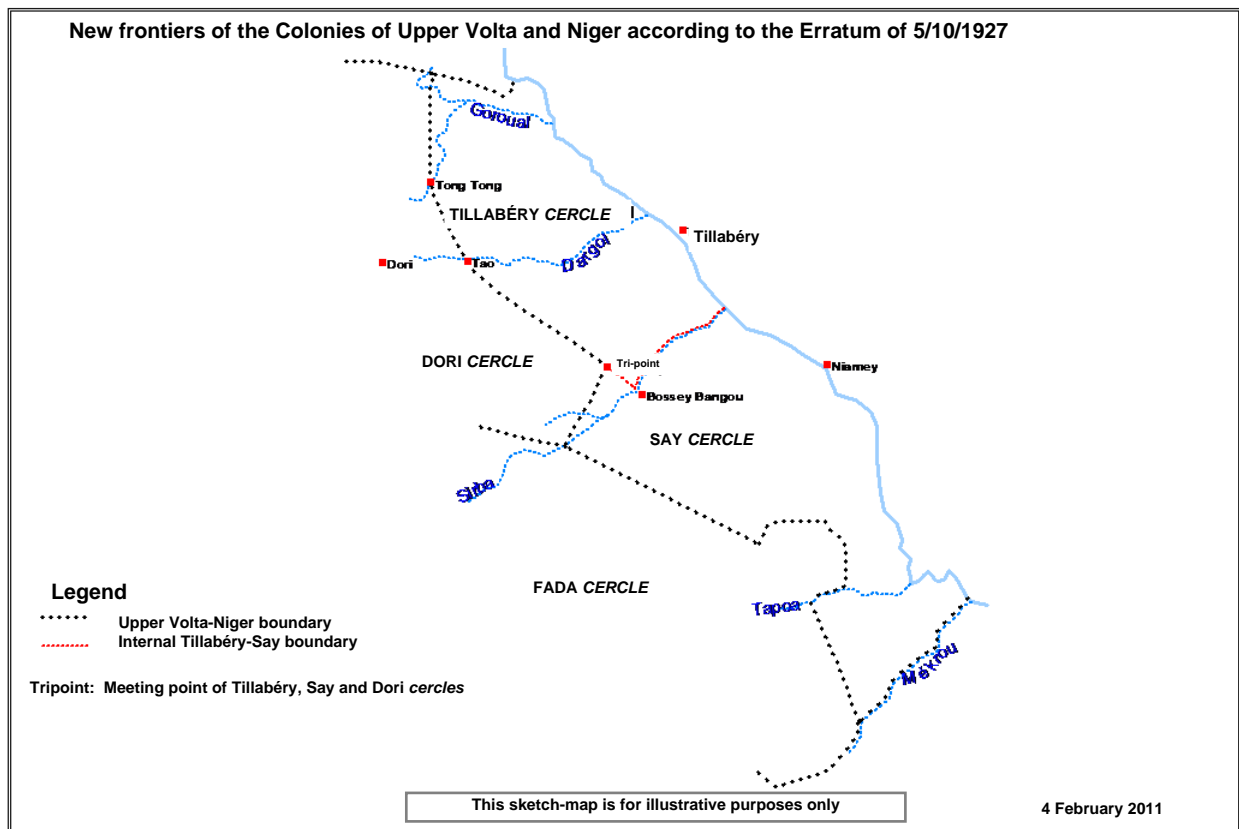 New frontiers of the Colonies of Upper Volta and Niger according to the Erratum of 5/10/1927
Goroual
Tong Tong
TILLABÉRY CERCLE
Tillabéry
Dargol
Dori
Tao
DORI CERCLE
Tri-point
Niamey
Bossey Bangou
SAY CERCLE
Sirba
FADA CERCLE
Tapoa
Mékrou
Legend
Upper Volta-Niger boundary
Internal Tillabéry-Say boundary
Tripoint: Meeting point of Tillabéry, Say and Dori cercles
This sketch-map is for illustrative purposes only
4 February 2011